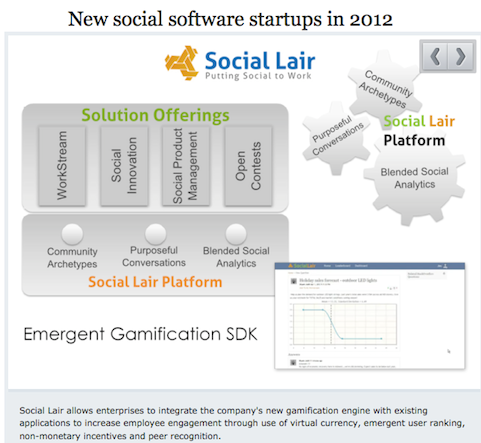 New social software startups in 2012
Social Lair
Putting Social to Work
Solution Offerings
WorkStream
Social
Innovation
Social Product
Management
Open
Contests
Community
Archetypes
Purposeful
Conversations
Blended Social
Analytics
Social Lair Platform
Community
Archetypes
Purposeful
Conversations
Social Lair
Platform
Blended Social
Analytics
Emergent Gamification SDK
Social Lair allows enterprises to integrate the company's new gamification engine with existing
applications to increase employee engagement through use of virtual currency, emergent user ranking,
non-monetary incentives and peer recognition.